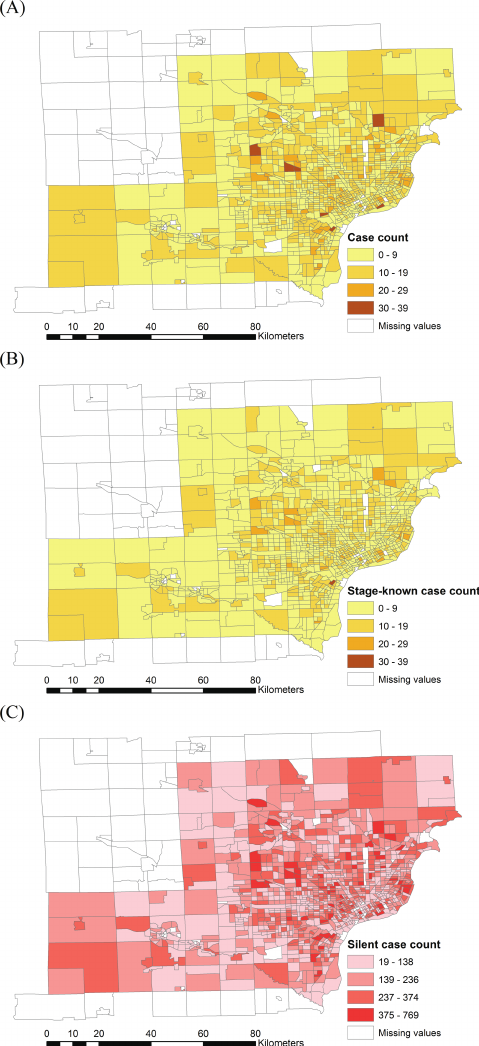 (A)
Case count
0 - 9
10 - 19
20 - 29
30 - 39
Missing values
0 10 20 40 60 80
Kilometers
(B)
Stage-known case count
0 - 9
10 - 19
20 - 29
30 - 39
Missing values
0 10 20 40 60 80
Kilometers
(C)
Silent case count
19 - 138
139 - 236
237 - 374
375 - 769
Missing values
0 10 20 40 60 80
Kilometers